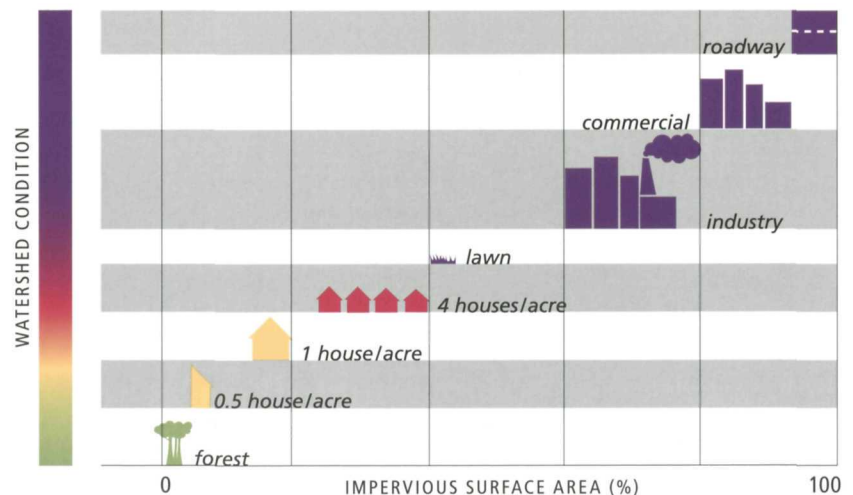 WATERSHED CONDITION
roadway
commercial
industry
lawn
4 houses/acre
1 house/acre
0.5 house/acre
forest
0 IMPERVIOUS SURFACE AREA (%) 100